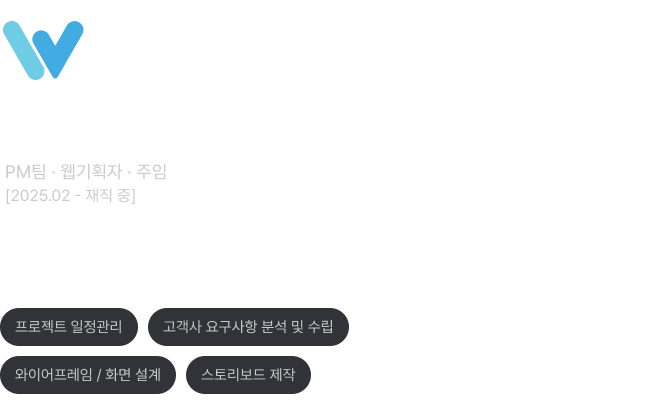 PM팀 · 웹기획자 · 주임
[2025.02 - 재직 중]
프로젝트 일정관리
고객사 요구사항 분석 및 수립
와이어프레임 / 화면 설계
스토리보드 제작